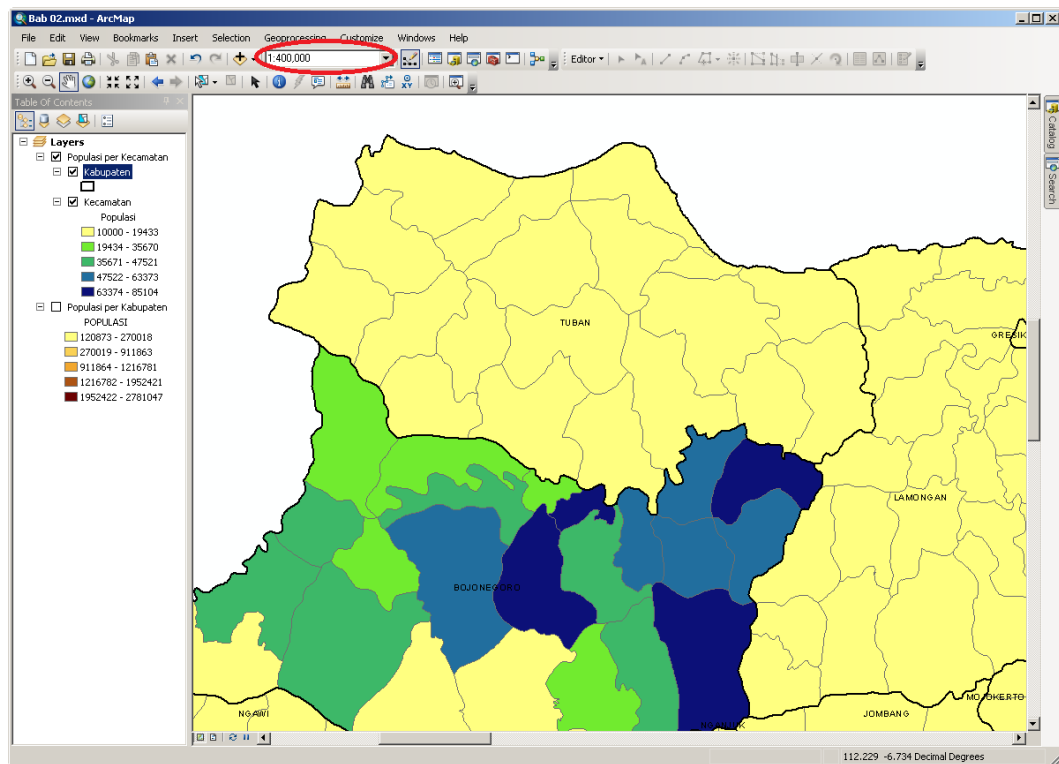 Bab 02.mxd - ArcMap
File Edit View Bookmarks Insert Selection Geoprocessing Customize Windows Help
1:400,000
Editor
Table Of Contents
Layers
Populasi per Kecamatan
Kabupaten
Kecamatan
Populasi
10000 - 19433
19434 - 35670
35671 - 47521
47522 - 63373
63374 - 85104
Populasi per Kabupaten
POPULASI
120873 - 270018
270019 - 911863
911864 - 1216781
1216782 - 1952421
1952422 - 2781047
TUBAN
GRESIK
LAMONGAN
BOJONEGORO
MOJOKERTO
NGAWI
JOMBANG
NGANJUK
Catalog
Search
112.229 -6.734 Decimal Degrees